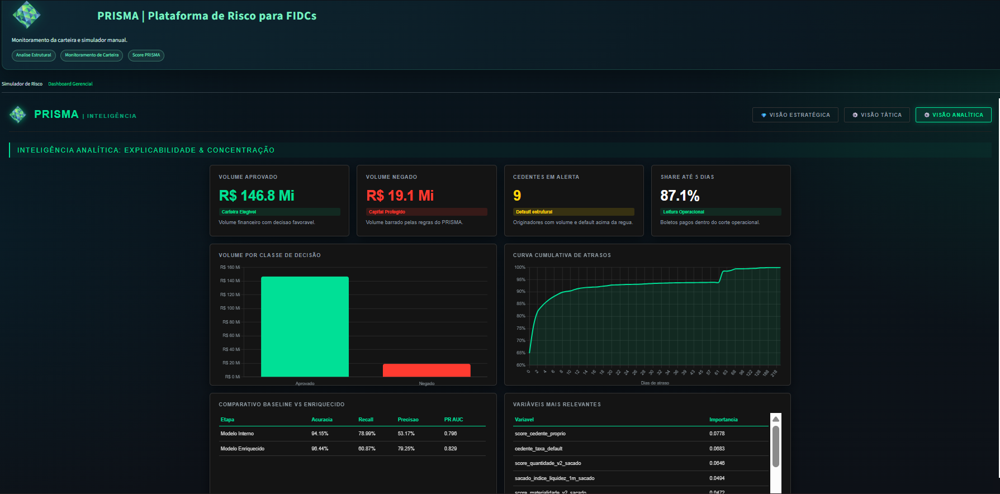 PRISMA | Plataforma de Risco para FIDCs
Monitoramento da carteira e simulador manual.
Analise Estrutural
Monitoramento de Carteira
Score PRISMA
Simulador de Risco
Dashboard Gerencial
PRISMA | INTELIGÊNCIA
VISÃO ESTRATÉGICA
VISÃO TÁTICA
VISÃO ANALÍTICA
INTELIGÊNCIA ANALÍTICA: EXPLICABILIDADE & CONCENTRAÇÃO
VOLUME APROVADO
R$ 146.8 Mi
Carteira Elegivel
Volume financeiro com decisao favoravel.
VOLUME NEGADO
R$ 19.1 Mi
Capital Protegido
Volume barrado pelas regras do PRISMA.
CEDENTES EM ALERTA
9
Default estrutural
Originadores com volume e default acima da regua.
SHARE ATÉ 5 DIAS
87.1%
Leitura Operacional
Boletos pagos dentro do corte operacional.
VOLUME POR CLASSE DE DECISÃO
R$ 160 Mi
R$ 140 Mi
R$ 120 Mi
R$ 100 Mi
R$ 80 Mi
R$ 60 Mi
R$ 40 Mi
R$ 20 Mi
R$ 0 Mi
Aprovado
Negado
CURVA CUMULATIVA DE ATRASOS
100%
95%
90%
85%
80%
75%
70%
65%
60%
0 2 4 6 8 10 12 14 16 18 20 22 24 26 28 30 32 34 36 39 43 45 57 61 63 68 98 122 128 188 218
Dias de atraso
COMPARATIVO BASELINE VS ENRIQUECIDO
Etapa Acuracia Recall Precisao PR AUC
Modelo Interno 94.15% 78.99% 53.17% 0.796
Modelo Enriquecido 96.44% 60.87% 79.25% 0.829
VARIÁVEIS MAIS RELEVANTES
Variavel Importancia
score_cedente_proprio 0.0778
cedente_taxa_default 0.0683
score_quantidade_v2_sacado 0.0646
sacado_indice_liquidez_1m_sacado 0.0494
score_materialidade_v2_sacado 0.0472